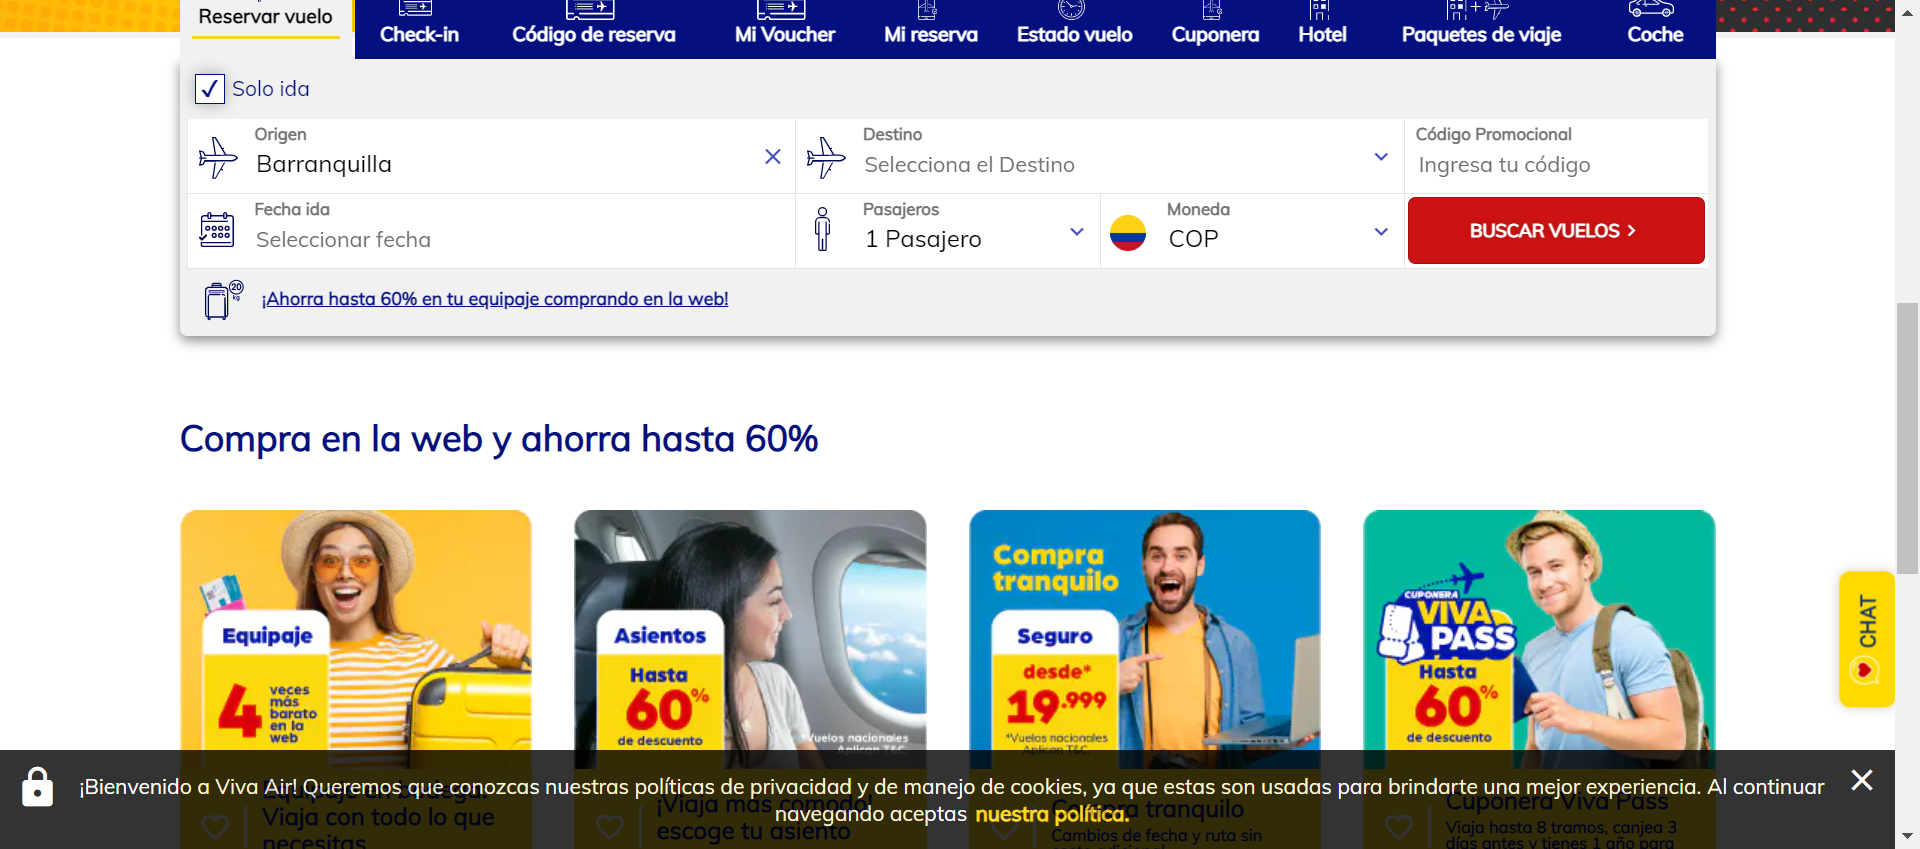 Reservar vuelo
Check-in
Código de reserva
Mi Voucher
Mi reserva
Estado vuelo
Cuponera
Hotel
Paquetes de viaje
Coche
Solo ida
Origen
Barranquilla
Destino
Selecciona el Destino
Código Promocional
Ingresa tu código
Fecha ida
Seleccionar fecha
Pasajeros
1 Pasajero
Moneda
COP
BUSCAR VUELOS
20
kg
¡Ahorra hasta 60% en tu equipaje comprando en la web!
Compra en la web y ahorra hasta 60%
Equipaje
4 veces
más
barato
en la
web
Asientos
Hasta
60%
de descuento
*Vuelos nacionales
Aplican T&C
Compra
tranquilo
Seguro
desde*
19.999
*Vuelos nacionales
Aplican T&C
CUPONERA
VIVA
PASS
Hasta
60%
de descuento
CHAT
¡Bienvenido a Viva Air! Queremos que conozcas nuestras políticas de privacidad y de manejo de cookies, ya que estas son usadas para brindarte una mejor experiencia. Al continuar
navegando aceptas nuestra política.
Equipaje en bodega:
Viaja con todo lo que
necesitas
¡Viaja más cómodo!
escoge tu asiento
Compra tranquilo
Cambios de fecha y ruta sin
Cuponera Viva Pass
Viaja hasta 8 tramos, canjea 3
días antes y tienes 1 año para